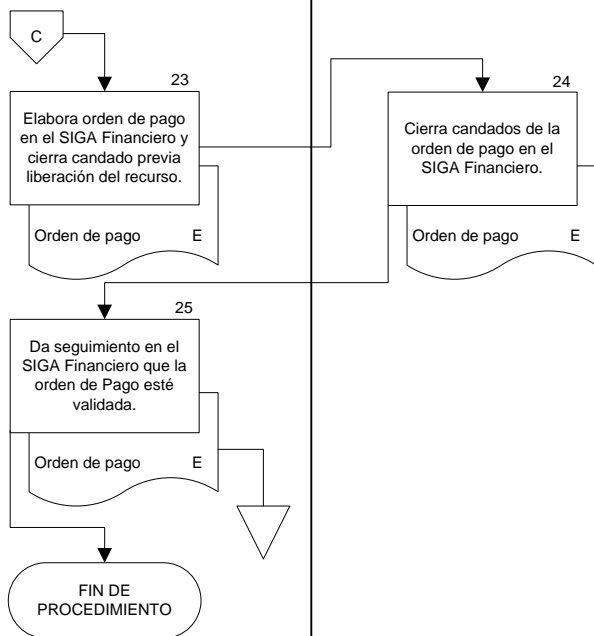 C
23
Elabora orden de pago
en el SIGA Financiero y
cierra candado previa
liberación del recurso.
Orden de pago E
24
Cierra candados de la
orden de pago en el
SIGA Financiero.
Orden de pago E
25
Da seguimiento en el
SIGA Financiero que la
orden de Pago esté
validada.
Orden de pago E
FIN DE
PROCEDIMIENTO